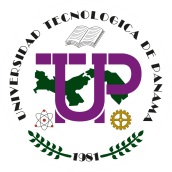 UNIVERSIDAD TECNOLOGICA DE PANAMA
UTP
1981